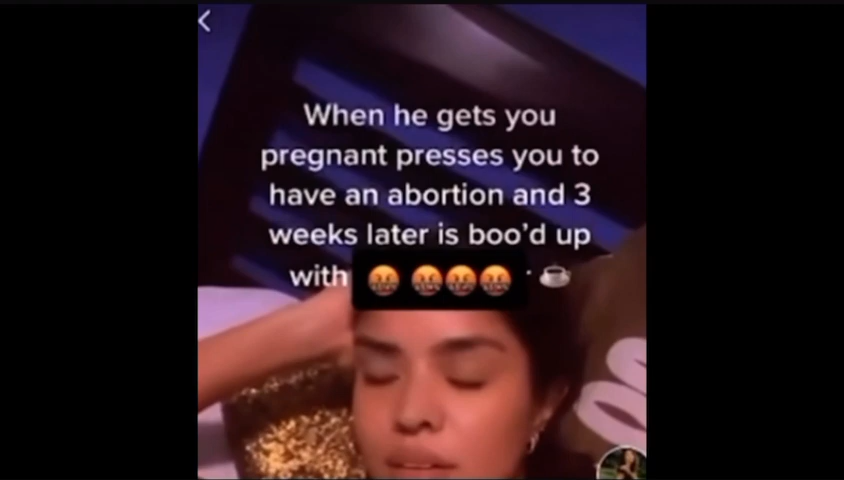 When he gets you
pregnant presses you to
have an abortion and 3
weeks later is boo'd up
with 🤬 🤬🤬🤬 ☕